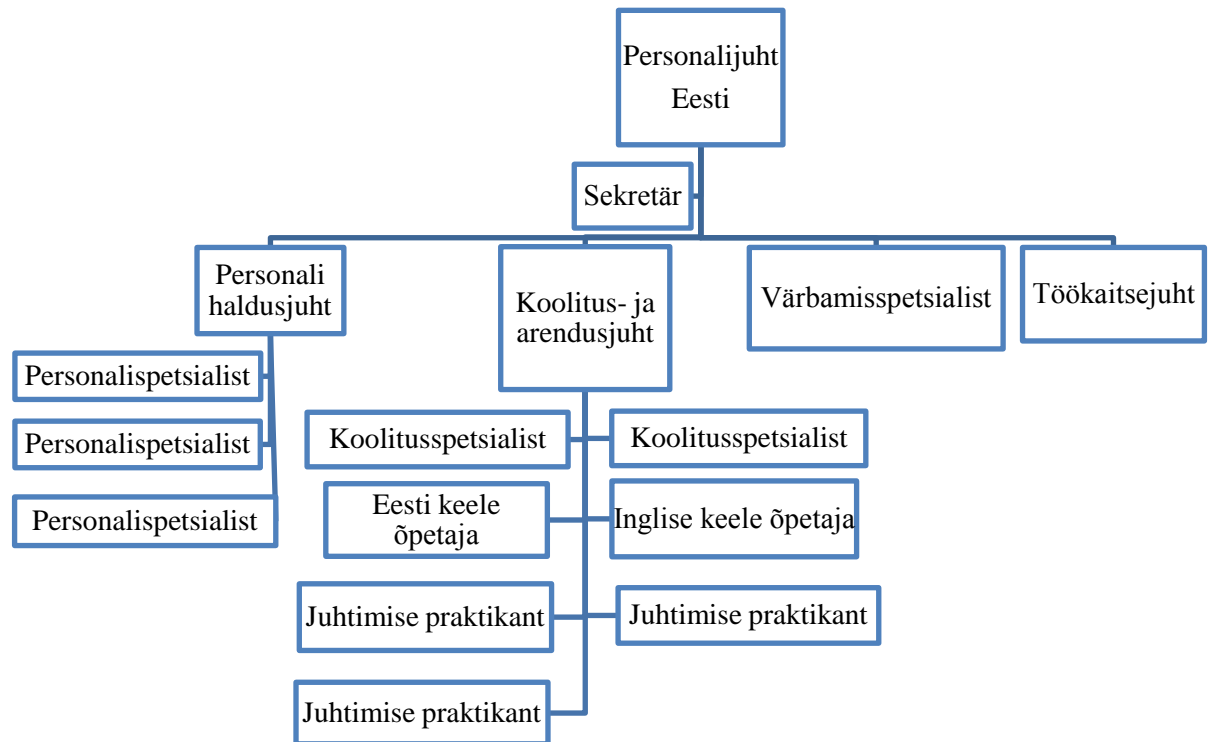 Personalijuht
Eesti
Sekretär
Personali
haldusjuht
Koolitus- ja
arendusjuht
Värbamisspetsialist
Töökaitsejuht
Personalispetsialist
Personalispetsialist
Personalispetsialist
Koolitusspetsialist
Koolitusspetsialist
Eesti keele
õpetaja
Inglise keele õpetaja
Juhtimise praktikant
Juhtimise praktikant
Juhtimise praktikant